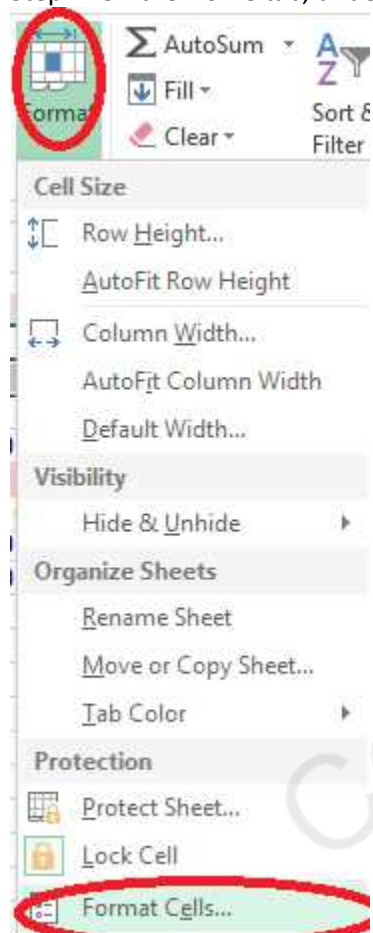 AutoSum
Format
Fill
Sort &
Filter
Clear
Cell Size
Row Height...
AutoFit Row Height
Column Width...
AutoFit Column Width
Default Width...
Visibility
Hide & Unhide
Organize Sheets
Rename Sheet
Move or Copy Sheet...
Tab Color
Protection
Protect Sheet...
Lock Cell
Format Cells...